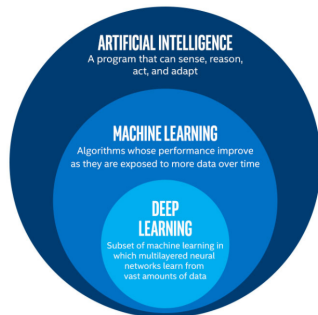 ARTIFICIAL INTELLIGENCE
A program that can sense, reason,
act, and adapt
MACHINE LEARNING
Algorithms whose performance improve
as they are exposed to more data over time
DEEP
LEARNING
Subset of machine learning in
which multilayered neural
networks learn from
vast amounts of data